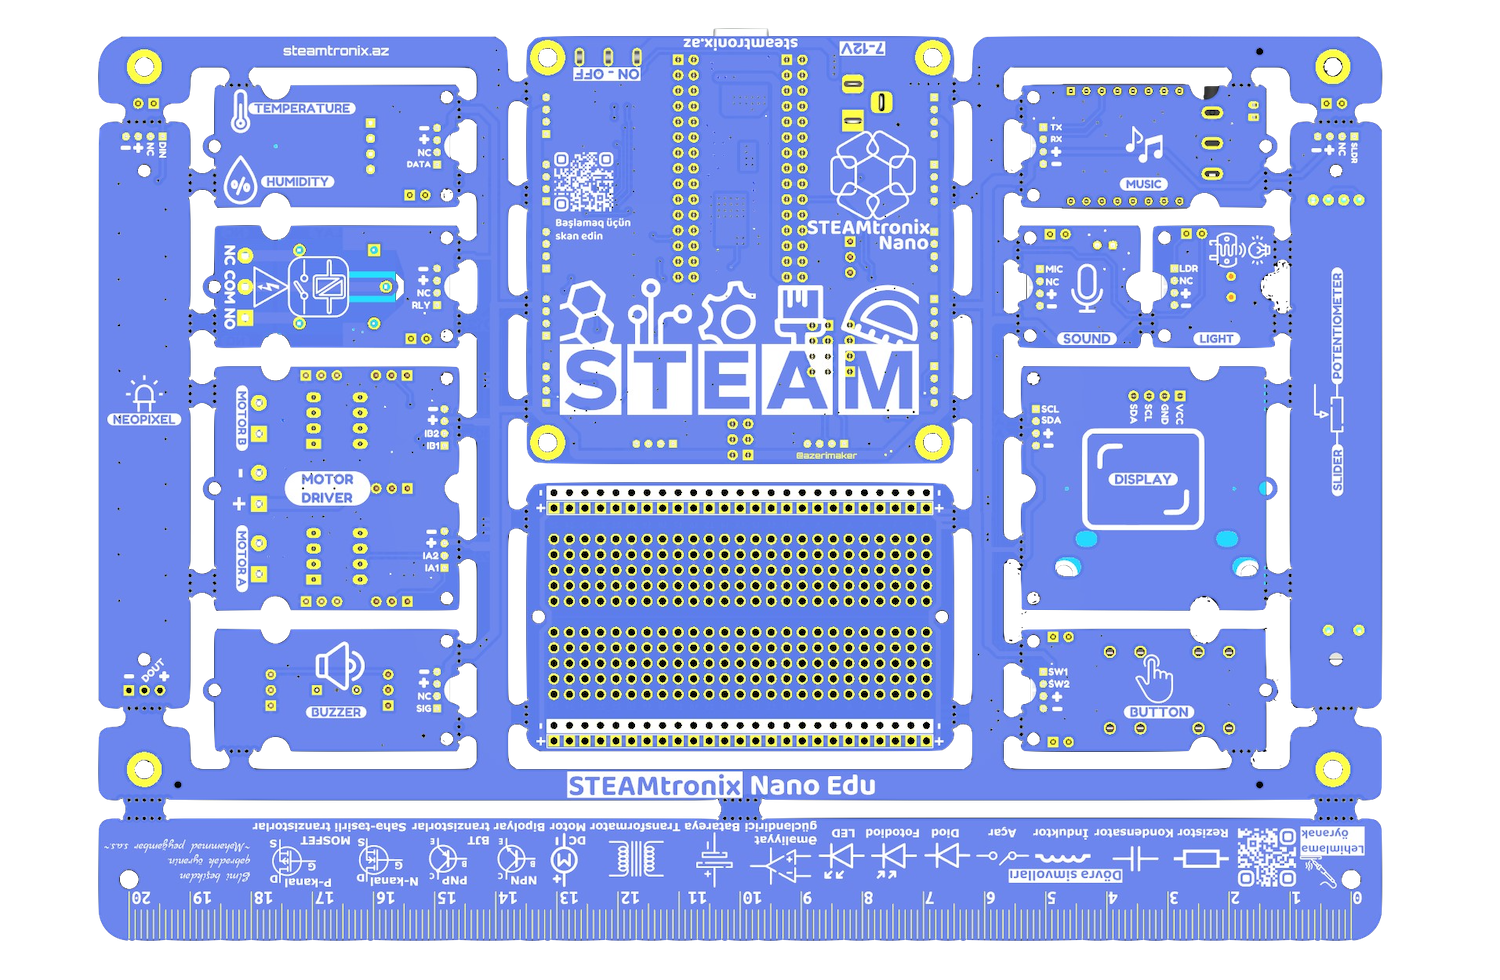 steamtronix.az
TEMPERATURE
HUMIDITY
NC
DATA
DIN
NC
NC COM NO
NC
RLY
NEOPIXEL
MOTOR B
IB2
IB1
MOTOR
DRIVER
MOTOR A
IA2
IA1
DOUT
BUZZER
NC
SIG
steamtronix.az
ON - OFF
7-12V
Başlamaq üçün
skan edin
STEAMtronix
Nano
STEAM
@azerimaker
STEAMtronix Nano Edu
TX
RX
MUSIC
NC
SLDR
MIC
NC
SOUND
LDR
NC
LIGHT
SCL
SDA
SDA
SCL
GND
VCC
DISPLAY
POTENTIOMETER
SLIDER
SW1
SW2
BUTTON
Lehimləmə
öyrənək
Rezistor Kondensator İnduktor Açar Diod Fotodiod LED
Əməliyyat
gücləndirici Batareya Transformator DC Motor Bipolyar tranzistorlar Sahə-təsirli tranzistorlar
BJT
MOSFET
Dövrə simvolları
NPN
PNP
N-kanal
P-kanal
E
B
C
E
B
C
S
G
D
S
G
D
M
Elmi beşikdən
qəbrədək öyrənin
~Məhəmməd peyğəmbər s.ə.s.~
0 1 2 3 4 5 6 7 8 9 10 11 12 13 14 15 16 17 18 19 20